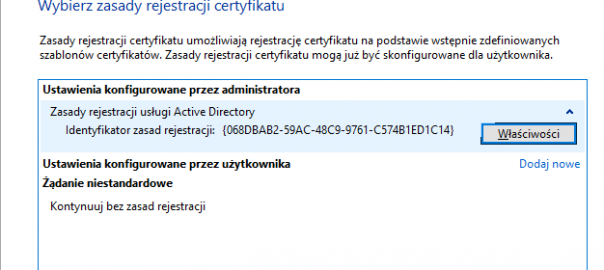 Wybierz zasady rejestracji certyfikatu
Zasady rejestracji certyfikatu umożliwiają rejestrację certyfikatu na podstawie wstępnie zdefiniowanych
szablonów certyfikatów. Zasady rejestracji certyfikatu mogą już być skonfigurowane dla użytkownika.
Ustawienia konfigurowane przez administratora
Zasady rejestracji usługi Active Directory
Identyfikator zasad rejestracji: {068DBAB2-59AC-48C9-9761-C574B1ED1C14}
Właściwości
Ustawienia konfigurowane przez użytkownika
Dodaj nowe
Żądanie niestandardowe
Kontynuuj bez zasad rejestracji